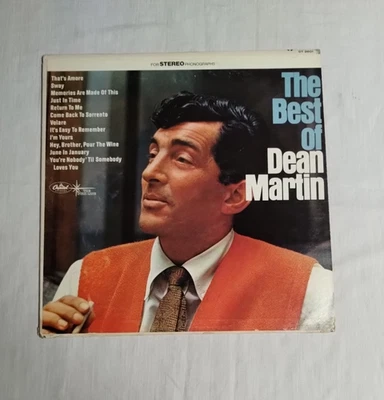 FOR STEREO PHONOGRAPHS
That's Amore
Sway
Memories Are Made Of This
Just In Time
Return To Me
Come Back To Sorrento
Volare
It's Easy To Remember
I'm Yours
Hey, Brother, Pour The Wine
June In January
You're Nobody 'Til Somebody
Loves You
Capitol
The
Best
of
Dean
Martin